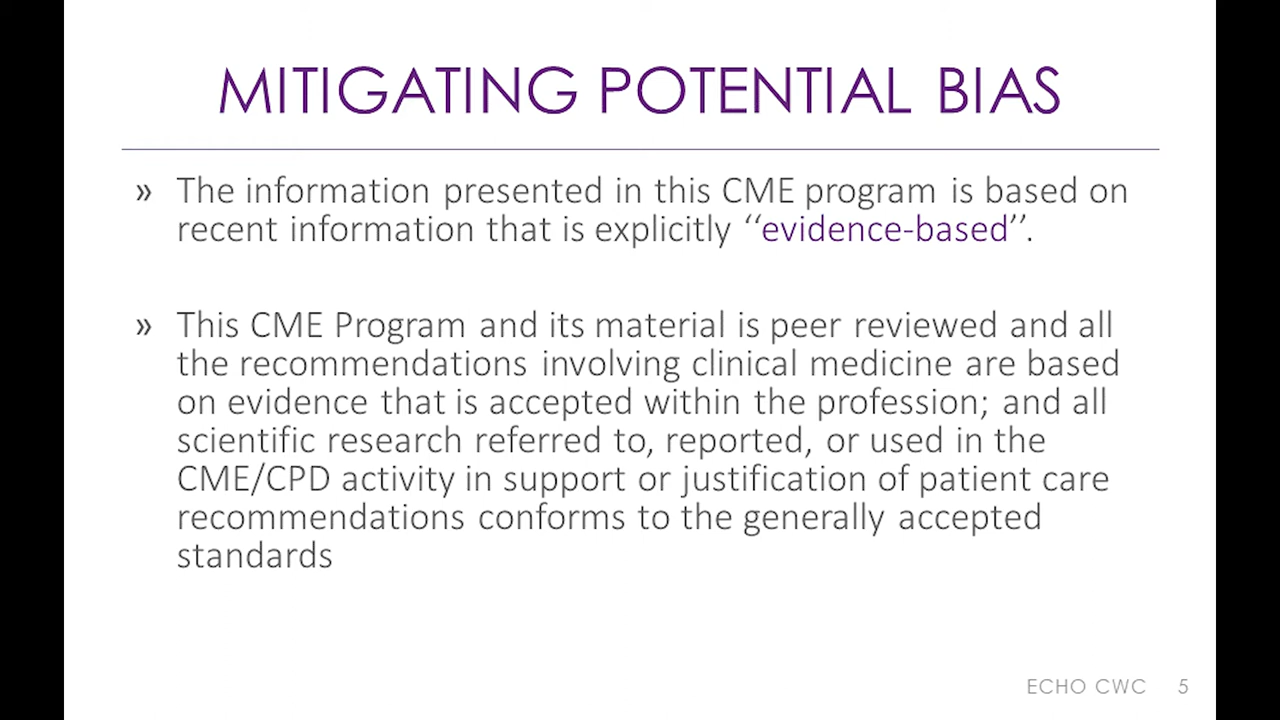 MITIGATING POTENTIAL BIAS
» The information presented in this CME program is based on
recent information that is explicitly ‘‘evidence-based’’.
» This CME Program and its material is peer reviewed and all
the recommendations involving clinical medicine are based
on evidence that is accepted within the profession; and all
scientific research referred to, reported, or used in the
CME/CPD activity in support or justification of patient care
recommendations conforms to the generally accepted
standards
ECHO CWC 5